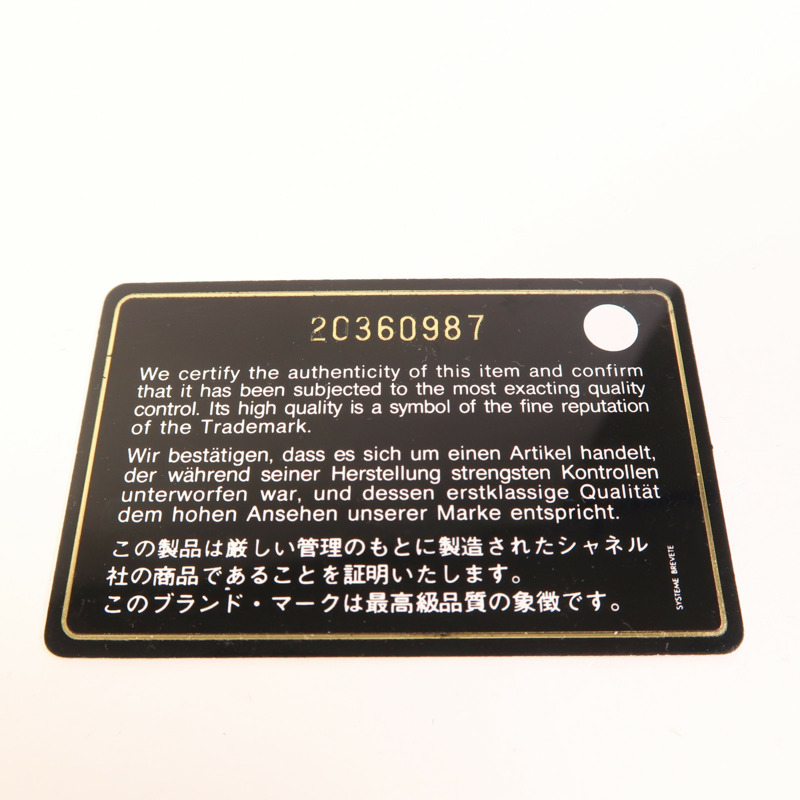 20360987
We certify the authenticity of this item and confirm
that it has been subjected to the most exacting quality
control. Its high quality is a symbol of the fine reputation
of the Trademark.
Wir bestätigen, dass es sich um einen Artikel handelt,
der während seiner Herstellung strengsten Kontrollen
unterworfen war, und dessen erstklassige Qualität
dem hohen Ansehen unserer Marke entspricht.
この製品は厳しい管理のもとに製造されたシャネル
社の商品であることを証明いたします。
このブランド・マークは最高級品質の象徴です。
SYSTEME BREVETE